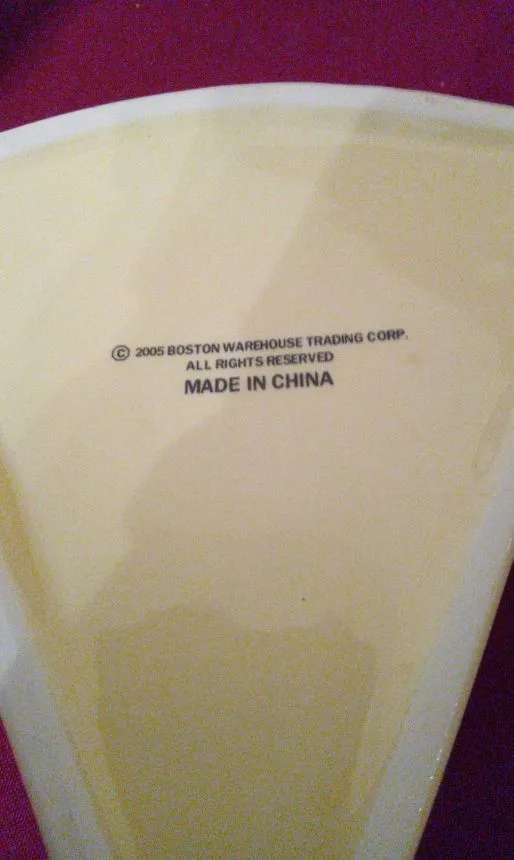 © 2005 BOSTON WAREHOUSE TRADING CORP.
ALL RIGHTS RESERVED
MADE IN CHINA